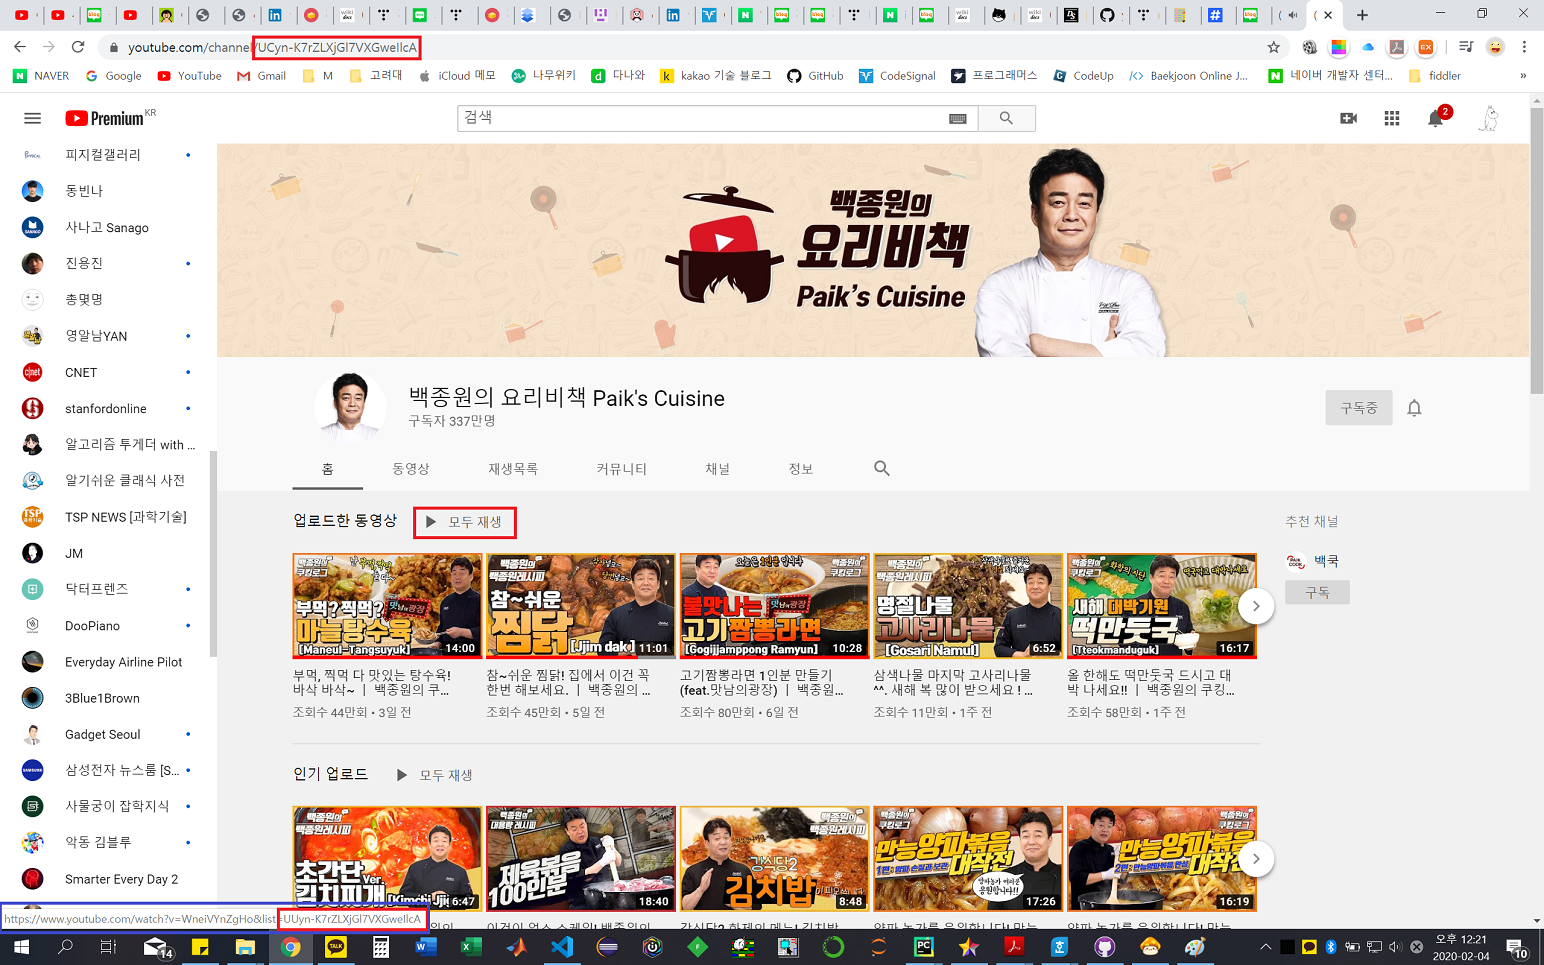 youtube.com/channel/UCyn-K7rZLXjGl7VXGweIlcA
NAVER
Google
YouTube
Gmail
M
고려대
iCloud 메모
나무위키
다나와
kakao 기술 블로그
GitHub
CodeSignal
프로그래머스
CodeUp
Baekjoon Online J...
네이버 개발자 센터...
fiddler
Premium KR
검색
2
피지컬갤러리
동빈나
사나고 Sanago
진용진
총몇명
영알남YAN
CNET
stanfordonline
알고리즘 투게더 with ...
알기쉬운 클래식 사전
TSP NEWS [과학기술]
JM
닥터프렌즈
DooPiano
Everyday Airline Pilot
3Blue1Brown
Gadget Seoul
삼성전자 뉴스룸 [S...
사물궁이 잡학지식
악동 김블루
Smarter Every Day 2
백종원의
요리비책
Paik's Cuisine
백종원의 요리비책 Paik's Cuisine
구독자 337만명
구독중
홈
동영상
재생목록
커뮤니티
채널
정보
업로드한 동영상
모두 재생
추천 채널
백쿡
구독
부먹? 찍먹?
마늘탕수육
[Maneul-Tangsuyuk]
14:00
참~쉬운
찜닭
[Jjim dak]
11:01
불맛나는
고기짬뽕라면
[Gogijjamppong Ramyun]
10:28
명절나물
고사리나물
[Gosari Namul]
6:52
새해 대박기원
떡만둣국
[Tteokmanduguk]
16:17
부먹, 찍먹 다 맛있는 탕수육!
바삭 바삭~ ㅣ 백종원의 쿠...
조회수 44만회 • 3일 전
참~쉬운 찜닭! 집에서 이건 꼭
한번 해보세요. ㅣ 백종원의 ...
조회수 45만회 • 5일 전
고기짬뽕라면 1인분 만들기
(feat.맛남의광장) ㅣ 백종원...
조회수 80만회 • 6일 전
삼색나물 마지막 고사리나물
^^. 새해 복 많이 받으세요 ! ...
조회수 11만회 • 1주 전
올 한해도 떡만둣국 드시고 대
박 나세요!! ㅣ 백종원의 쿠킹...
조회수 58만회 • 1주 전
인기 업로드
모두 재생
초간단 Ver.
김치찌개
6:47
제육볶음
100인분
18:40
김치밥
8:48
만능양파볶음
대작전
17:26
만능양파볶음
대작전
16:19
https://www.youtube.com/watch?v=WneiVYnZgHo&list=UUyn-K7rZLXjGl7VXGweIlcA
14
오후 12:21
2020-02-04
10